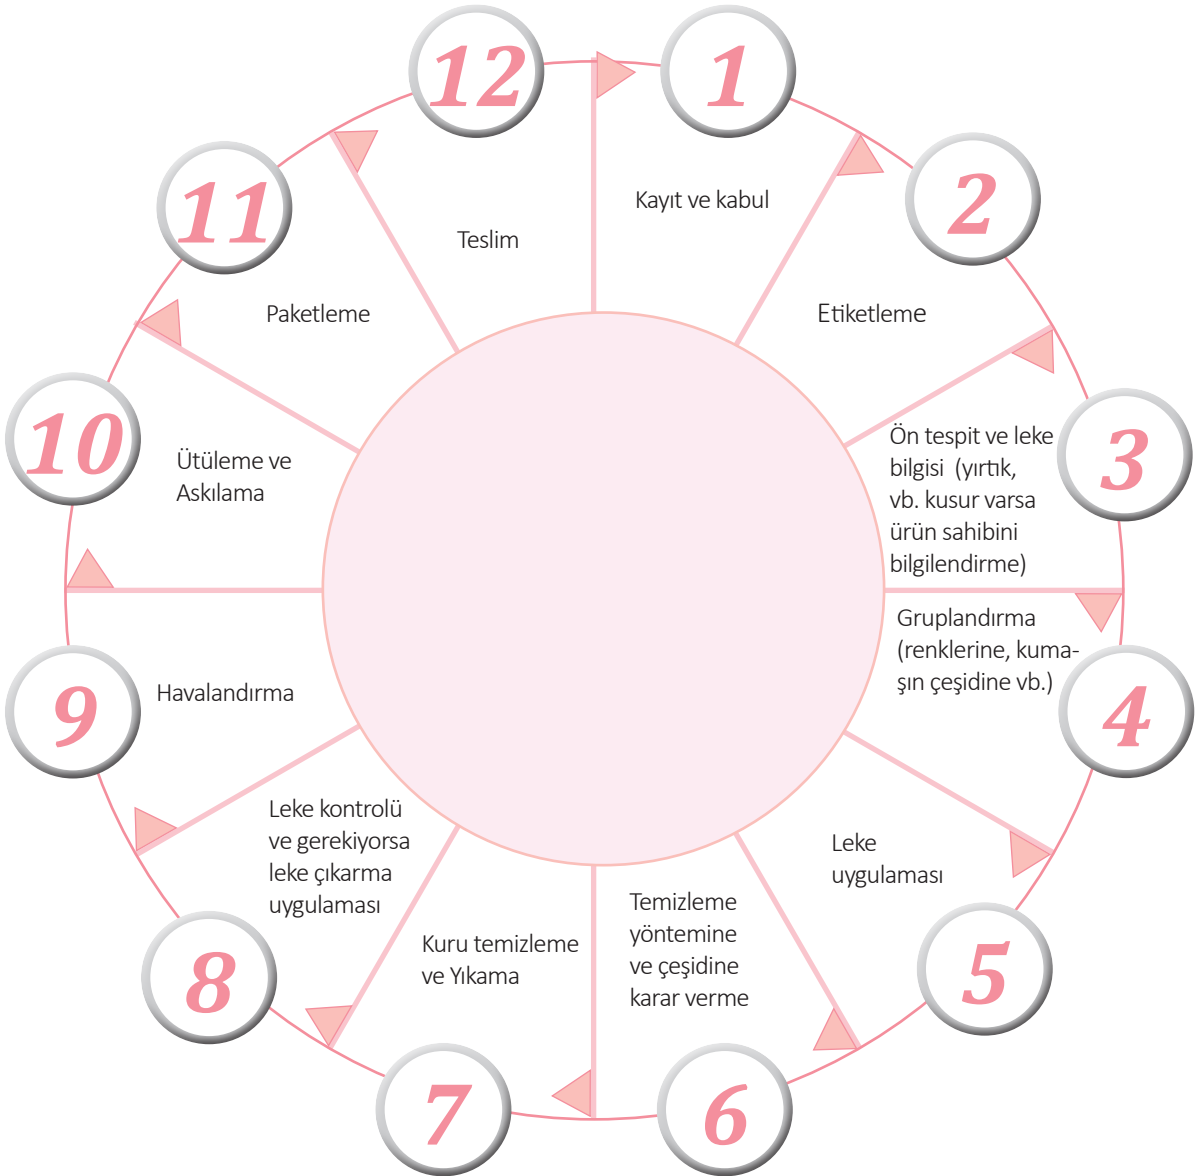 1
Kayıt ve kabul
2
Etiketleme
3
Ön tespit ve leke
bilgisi (yırtık,
vb. kusur varsa
ürün sahibini
bilgilendirme)
4
Gruplandırma
(renklerine, kuma-
şın çeşidine vb.)
5
Leke
uygulaması
6
Temizleme
yöntemine
ve çeşidine
karar verme
7
Kuru temizleme
ve Yıkama
8
Leke kontrolü
ve gerekiyorsa
leke çıkarma
uygulaması
9
Havalandırma
10
Ütüleme ve
Askılama
11
Paketleme
12
Teslim